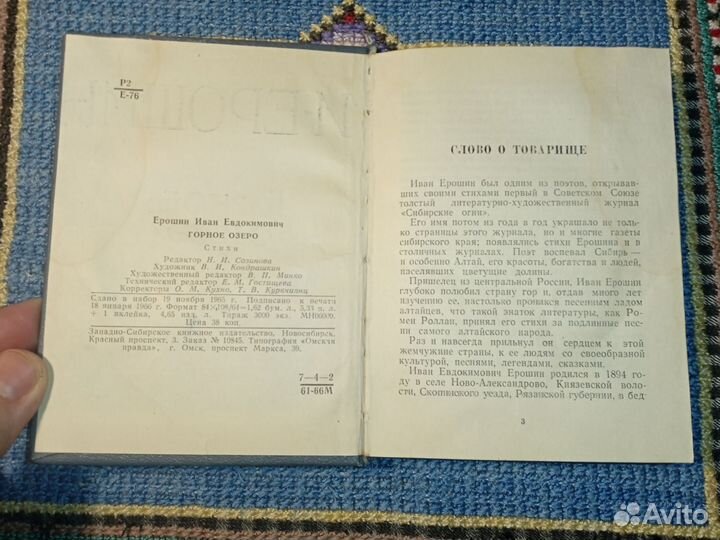 Р2
Е-76
Ерошин Иван Евдокимович
ГОРНОЕ ОЗЕРО
Стихи
Редактор Н. И. Созинова
Художник В. И. Кондрашкин
Художественный редактор В. П. Минко
Технический редактор Е. М. Гостищева
Корректоры О. М. Кухно, Т. В. Курячилиц
Сдано в набор 19 ноября 1965 г. Подписано к печати
18 января 1966 г. Формат 84×108/64=1,62 бум. л., 5,33 п. л.
+ 1 вклейка, 4,65 изд. л. Тираж 3000 экз. МН06009.
Цена 38 коп.
Западно-Сибирское книжное издательство, Новосибирск,
Красный проспект, 3. Заказ № 10845. Типография «Омская
правда», г. Омск, проспект Маркса, 39.
7—4—2
61-66М
СЛОВО О ТОВАРИЩЕ
Иван Ерошин был одним из поэтов, открывав-
ших своими стихами первый в Советском Союзе
толстый литературно-художественный журнал
«Сибирские огни».
Его имя потом из года в год украшало не только
страницы этого журнала, но и многие газеты
сибирского края; появлялись стихи Ерошина и в
столичных журналах. Поэт воспевал Сибирь —
и особенно Алтай, его красоты, богатства и людей,
населяющих цветущие долины.
Пришелец из центральной России, Иван Ерошин
глубоко полюбил страну гор и, отдав много лет
изучению ее, настолько проникся песенным ладом
алтайцев, что такой знаток литературы, как Ро-
мен Роллан, принял его стихи за подлинные пес-
ни самого алтайского народа.
Раз и навсегда прильнул он сердцем к этой
жемчужине страны, к ее людям со своеобразной
культурой, песнями, легендами, сказками.
Иван Евдокимович Ерошин родился в 1894 го-
ду в селе Ново-Александрово, Князевской воло-
сти, Скопинского уезда, Рязанской губернии, в бед-
3
Avito